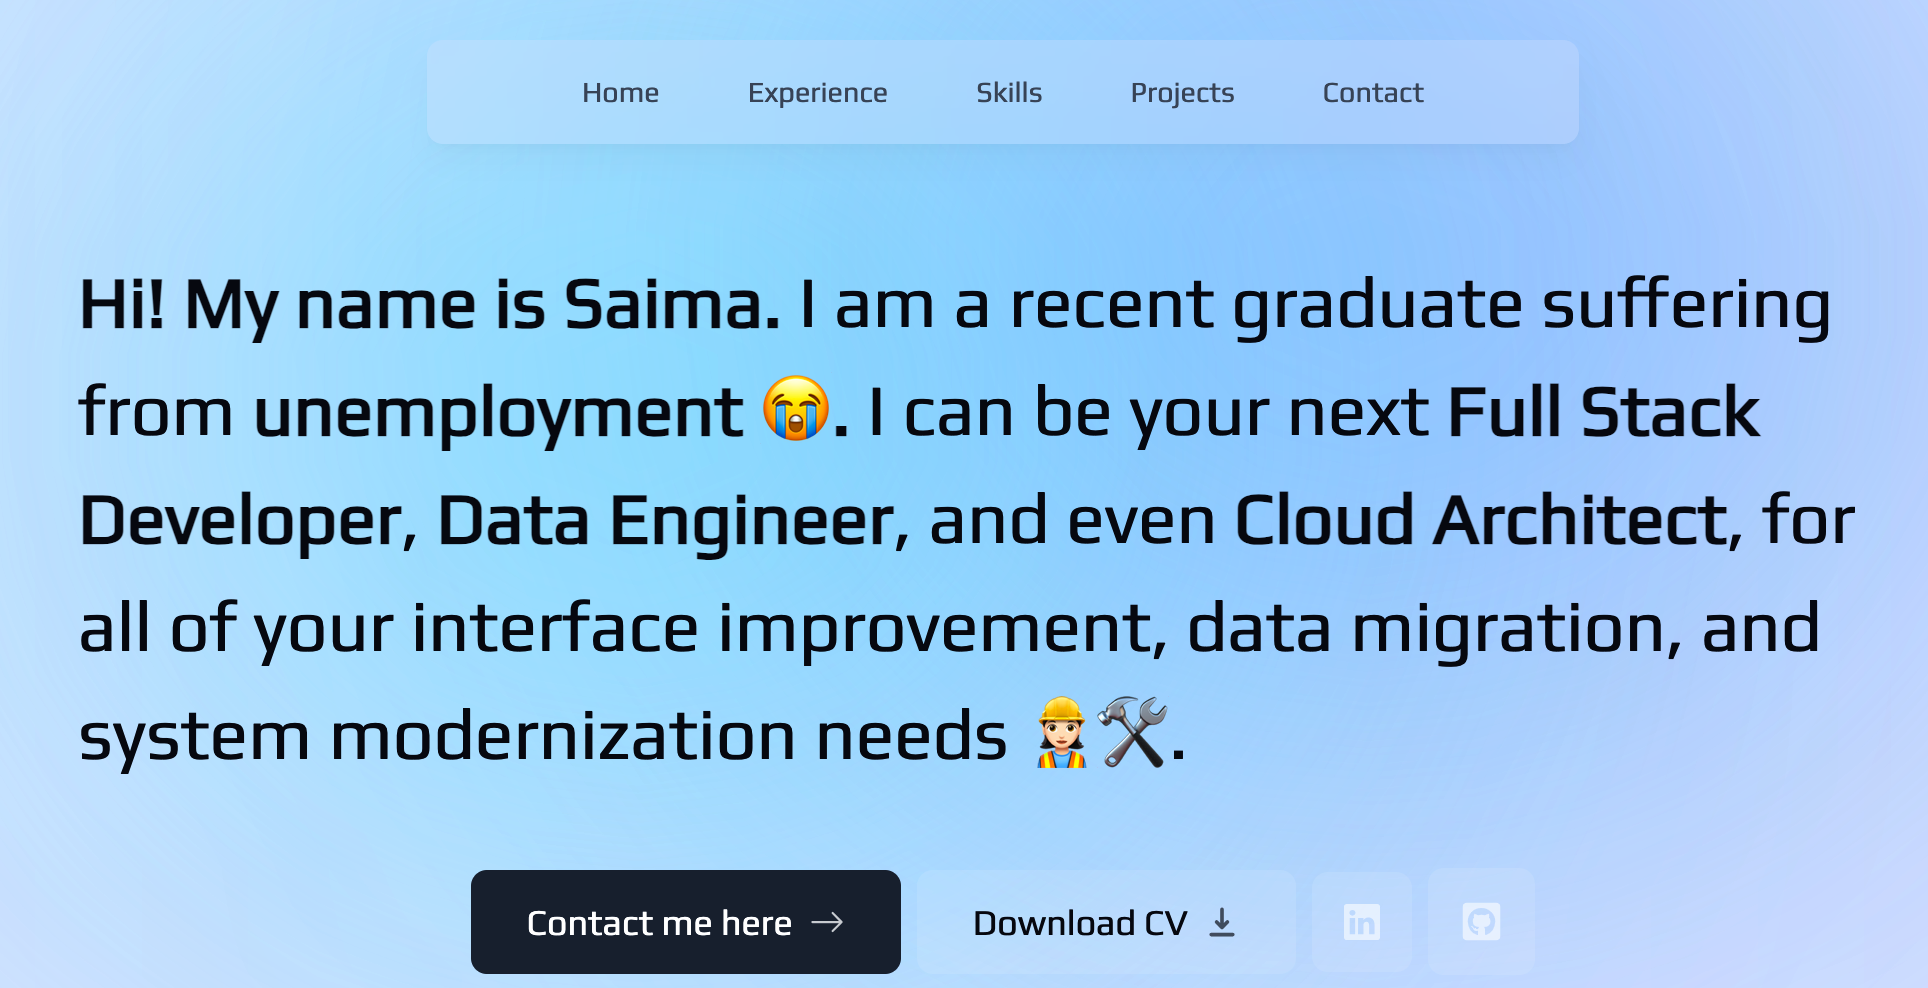 Home Experience Skills Projects Contact
Hi! My name is Saima. I am a recent graduate suffering
from unemployment 😭. I can be your next Full Stack
Developer, Data Engineer, and even Cloud Architect, for
all of your interface improvement, data migration, and
system modernization needs 👷🏻‍♀️🛠️.
Contact me here → Download CV in